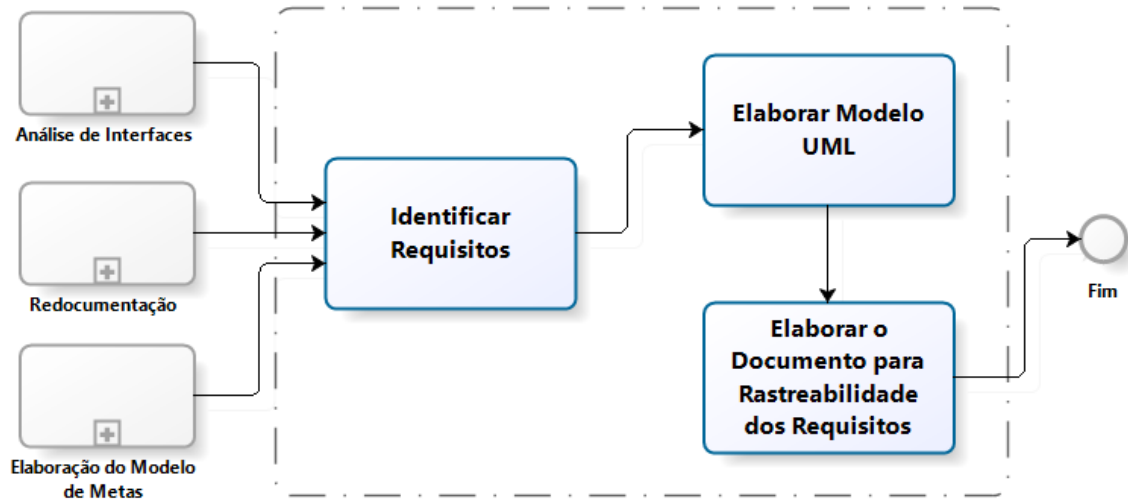 Análise de Interfaces
Redocumentação
Elaboração do Modelo
de Metas
Identificar
Requisitos
Elaborar Modelo
UML
Elaborar o
Documento para
Rastreabilidade
dos Requisitos
Fim